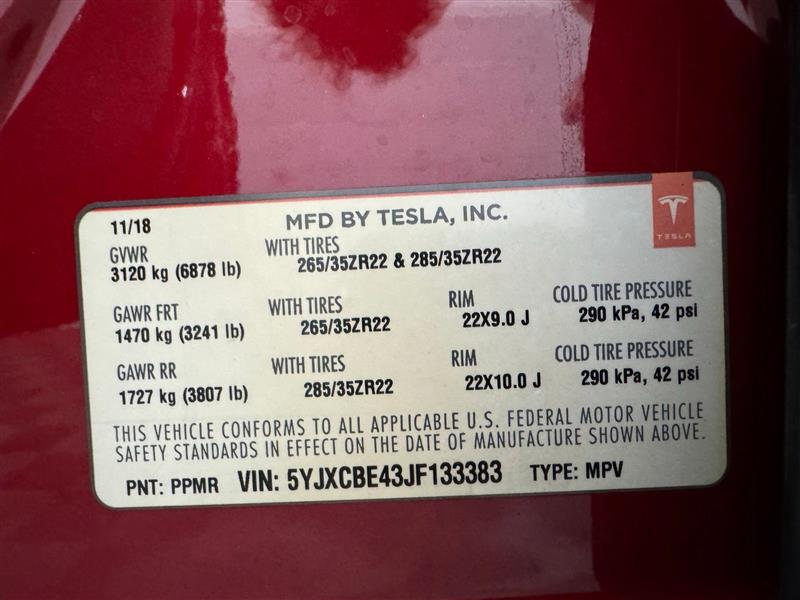 11/18 MFD BY TESLA, INC.
TESLA
GVWR WITH TIRES
3120 kg (6878 lb) 265/35ZR22 & 285/35ZR22
GAWR FRT WITH TIRES RIM COLD TIRE PRESSURE
1470 kg (3241 lb) 265/35ZR22 22X9.0 J 290 kPa, 42 psi
GAWR RR WITH TIRES RIM COLD TIRE PRESSURE
1727 kg (3807 lb) 285/35ZR22 22X10.0 J 290 kPa, 42 psi
THIS VEHICLE CONFORMS TO ALL APPLICABLE U.S. FEDERAL MOTOR VEHICLE
SAFETY STANDARDS IN EFFECT ON THE DATE OF MANUFACTURE SHOWN ABOVE.
PNT: PPMR VIN: 5YJXCBE43JF133383 TYPE: MPV